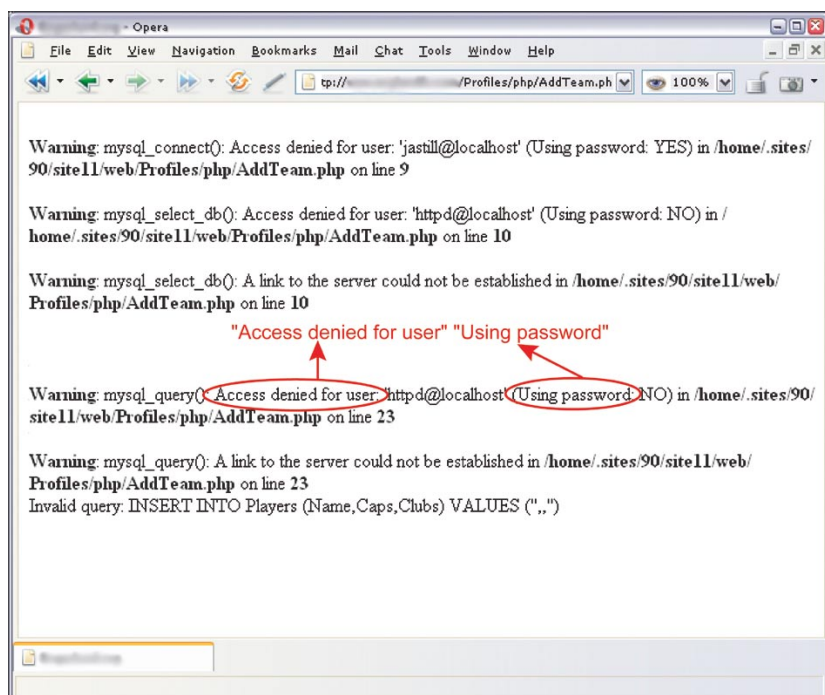 - Opera
File Edit View Navigation Bookmarks Mail Chat Tools Window Help
tp:// /Profiles/php/AddTeam.ph 100%
Warning: mysql_connect(): Access denied for user: 'jastill@localhost' (Using password: YES) in /home/.sites/
90/site11/web/Profiles/php/AddTeam.php on line 9
Warning: mysql_select_db(): Access denied for user: 'httpd@localhost' (Using password: NO) in /
home/.sites/90/site11/web/Profiles/php/AddTeam.php on line 10
Warning: mysql_select_db(): A link to the server could not be established in /home/.sites/90/site11/web/
Profiles/php/AddTeam.php on line 10
"Access denied for user" "Using password"
Warning: mysql_query(): Access denied for user: 'httpd@localhost' (Using password: NO) in /home/.sites/90/
site11/web/Profiles/php/AddTeam.php on line 23
Warning: mysql_query(): A link to the server could not be established in /home/.sites/90/site11/web/
Profiles/php/AddTeam.php on line 23
Invalid query: INSERT INTO Players (Name,Caps,Clubs) VALUES ('',,'')